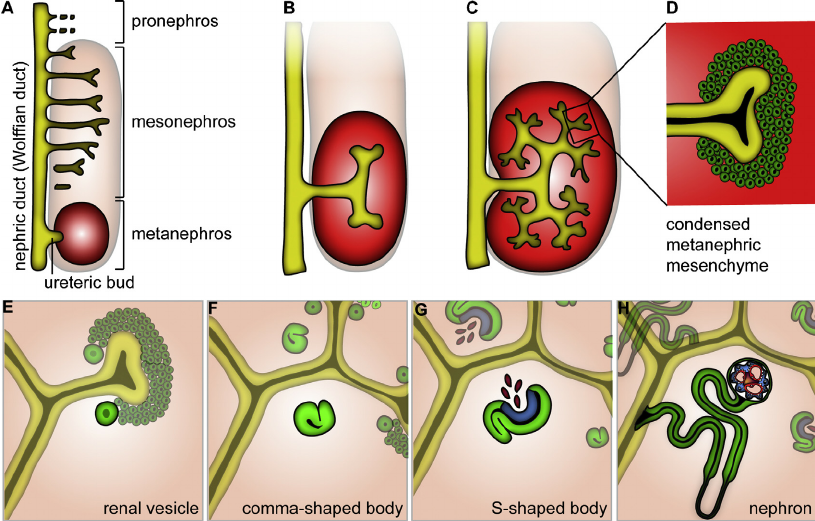 A
pronephros
mesonephros
metanephros
nephric duct (Wolffian duct)
ureteric bud
B
C
D
condensed
metanephric
mesenchyme
E
renal vesicle
F
comma-shaped body
G
S-shaped body
H
nephron